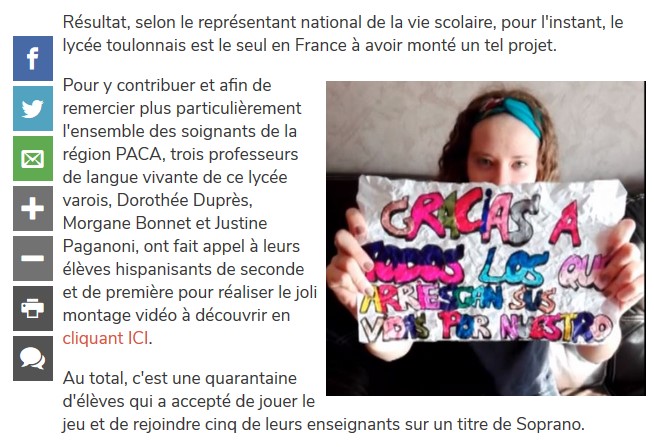 Résultat, selon le représentant national de la vie scolaire, pour l'instant, le
lycée toulonnais est le seul en France à avoir monté un tel projet.
Pour y contribuer et afin de
remercier plus particulièrement
l'ensemble des soignants de la
région PACA, trois professeurs
de langue vivante de ce lycée
varois, Dorothée Duprès,
Morgane Bonnet et Justine
Paganoni, ont fait appel à leurs
élèves hispanisants de seconde
et de première pour réaliser le joli
montage vidéo à découvrir en
cliquant ICI.
GRACIAS A
TODOS LOS QUE
ARRIESGAN SUS
VIDAS POR NUESTRO
Au total, c'est une quarantaine
d'élèves qui a accepté de jouer le
jeu et de rejoindre cinq de leurs enseignants sur un titre de Soprano.